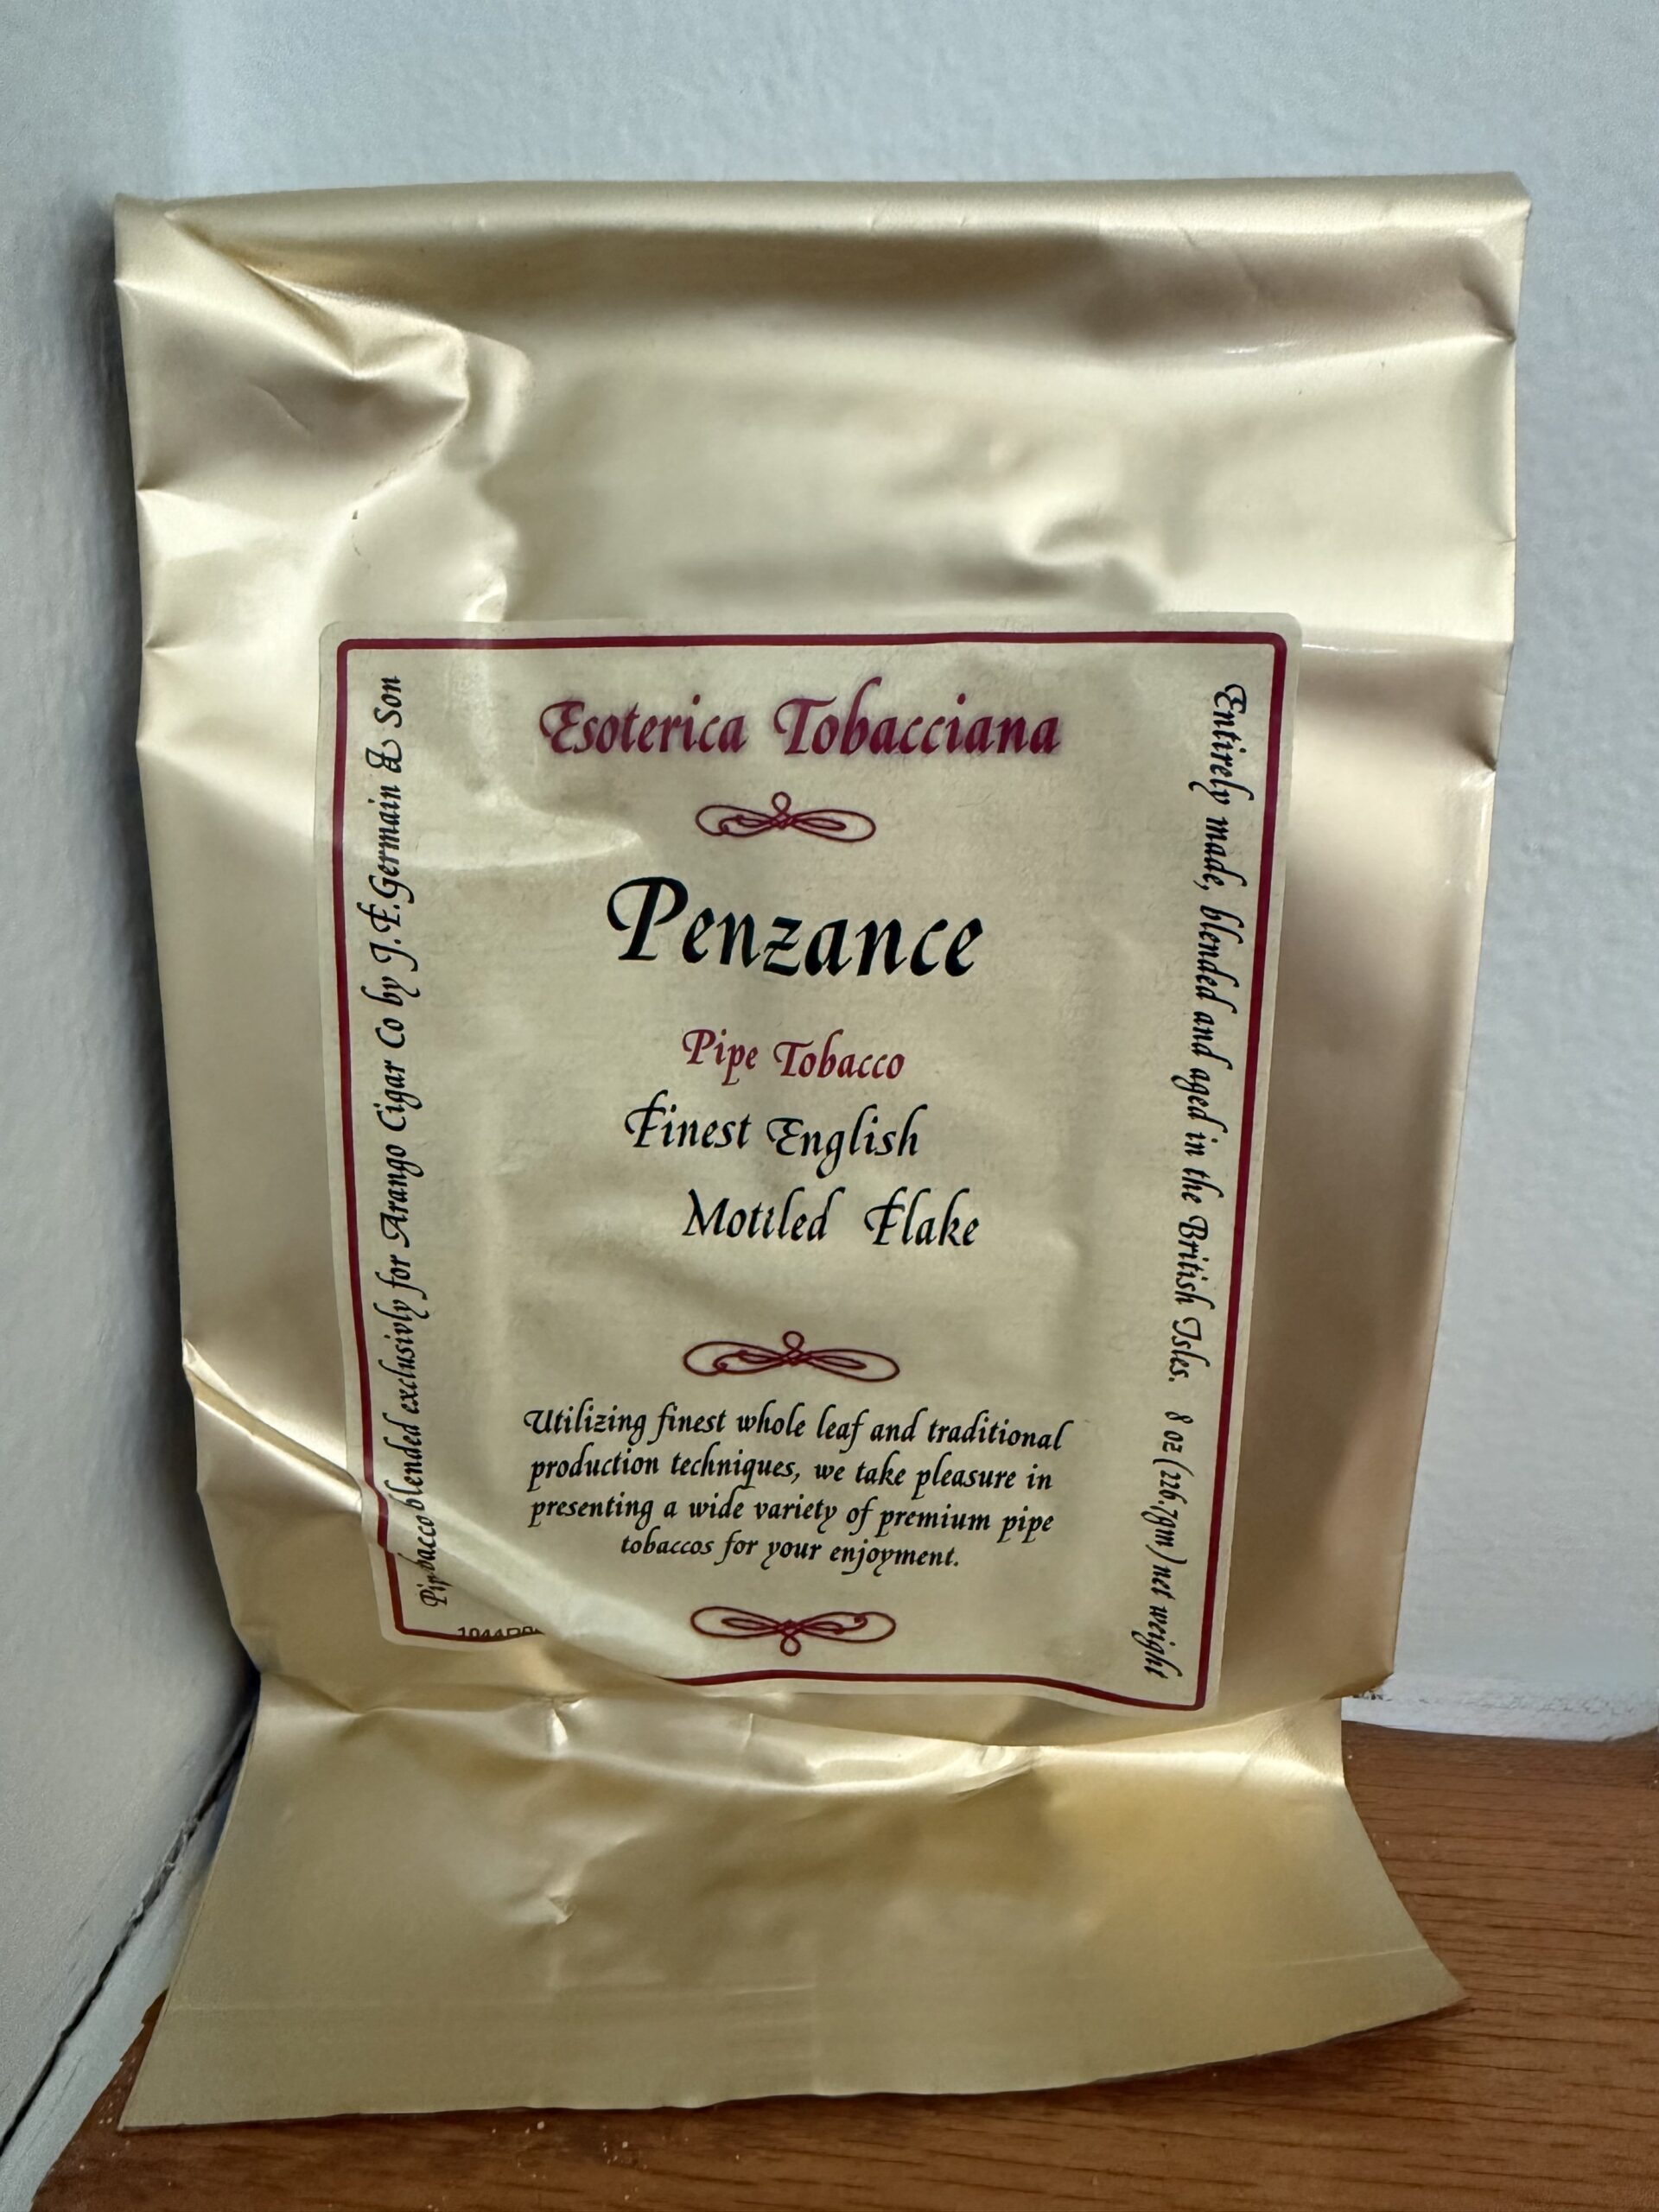 Esoterica Tobacciana
Penzance
Pipe Tobacco
Finest English
Mottled Flake
Utilizing finest whole leaf and traditional
production techniques, we take pleasure in
presenting a wide variety of premium pipe
tobaccos for your enjoyment.
blended exclusivly for Arango Cigar Co by J.F.Germain & Son
Entirely made, blended and aged in the British Isles. 8 oz (226.7gm) net weight